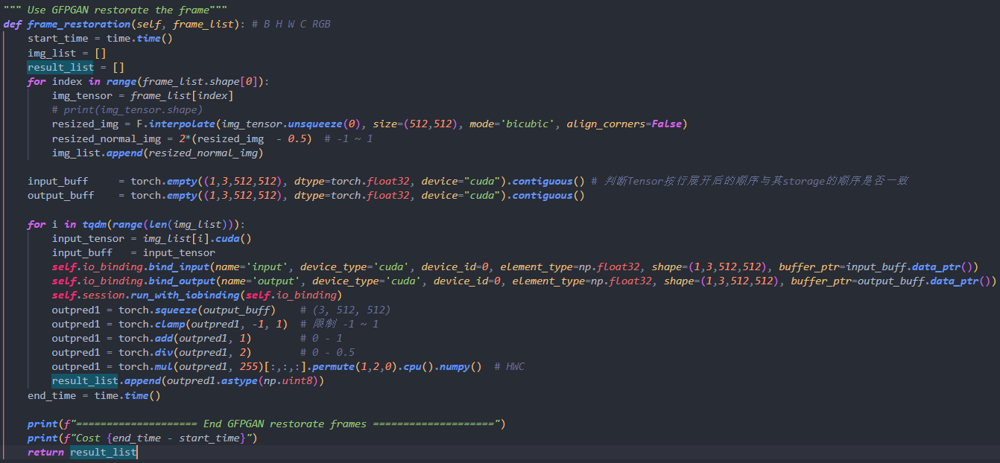 """ Use GFPGAN restorate the frame"""
def frame_restoration(self, frame_list): # B H W C RGB
    start_time = time.time()
    img_list = []
    result_list = []
    for index in range(frame_list.shape[0]):
        img_tensor = frame_list[index]
        # print(img_tensor.shape)
        resized_img = F.interpolate(img_tensor.unsqueeze(0), size=(512,512), mode='bicubic', align_corners=False)
        resized_normal_img = 2*(resized_img  - 0.5)  # -1 ~ 1
        img_list.append(resized_normal_img)

    input_buff     = torch.empty((1,3,512,512), dtype=torch.float32, device="cuda").contiguous() # 判断Tensor按行展开后的顺序与其storage的顺序是否一致
    output_buff    = torch.empty((1,3,512,512), dtype=torch.float32, device="cuda").contiguous()

    for i in tqdm(range(len(img_list))):
        input_tensor = img_list[i].cuda()
        input_buff   = input_tensor
        self.io_binding.bind_input(name='input', device_type='cuda', device_id=0, element_type=np.float32, shape=(1,3,512,512), buffer_ptr=input_buff.data_ptr())
        self.io_binding.bind_output(name='output', device_type='cuda', device_id=0, element_type=np.float32, shape=(1,3,512,512), buffer_ptr=output_buff.data_ptr())
        self.session.run_with_iobinding(self.io_binding)
        outpred1 = torch.squeeze(output_buff)    # (3, 512, 512)
        outpred1 = torch.clamp(outpred1, -1, 1)  # 限制 -1 ~ 1
        outpred1 = torch.add(outpred1, 1)        # 0 - 1
        outpred1 = torch.div(outpred1, 2)        # 0 - 0.5
        outpred1 = torch.mul(outpred1, 255)[:,:,:].permute(1,2,0).cpu().numpy()  # HWC
        result_list.append(outpred1.astype(np.uint8))
    end_time = time.time()

    print(f"==================== End GFPGAN restorate frames ====================")
    print(f"Cost {end_time - start_time}")
    return result_list